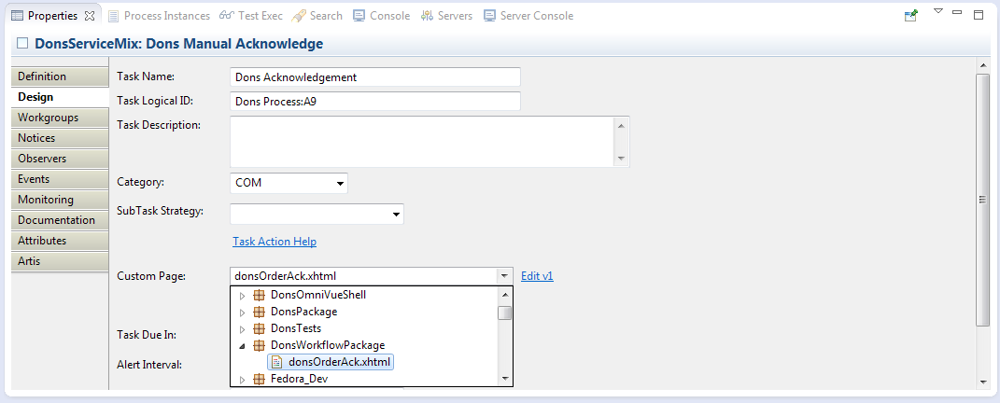 Properties Process Instances Test Exec Search Console Servers Server Console
DonsServiceMix: Dons Manual Acknowledge
Definition
Design
Workgroups
Notices
Observers
Events
Monitoring
Documentation
Attributes
Artis
Task Name: Dons Acknowledgement
Task Logical ID: Dons Process:A9
Task Description:
Category: COM
SubTask Strategy:
Task Action Help
Custom Page: donsOrderAck.xhtml Edit v1
DonsOmniVueShell
DonsPackage
DonsTests
DonsWorkflowPackage
donsOrderAck.xhtml
Fedora_Dev
Task Due In:
Alert Interval: